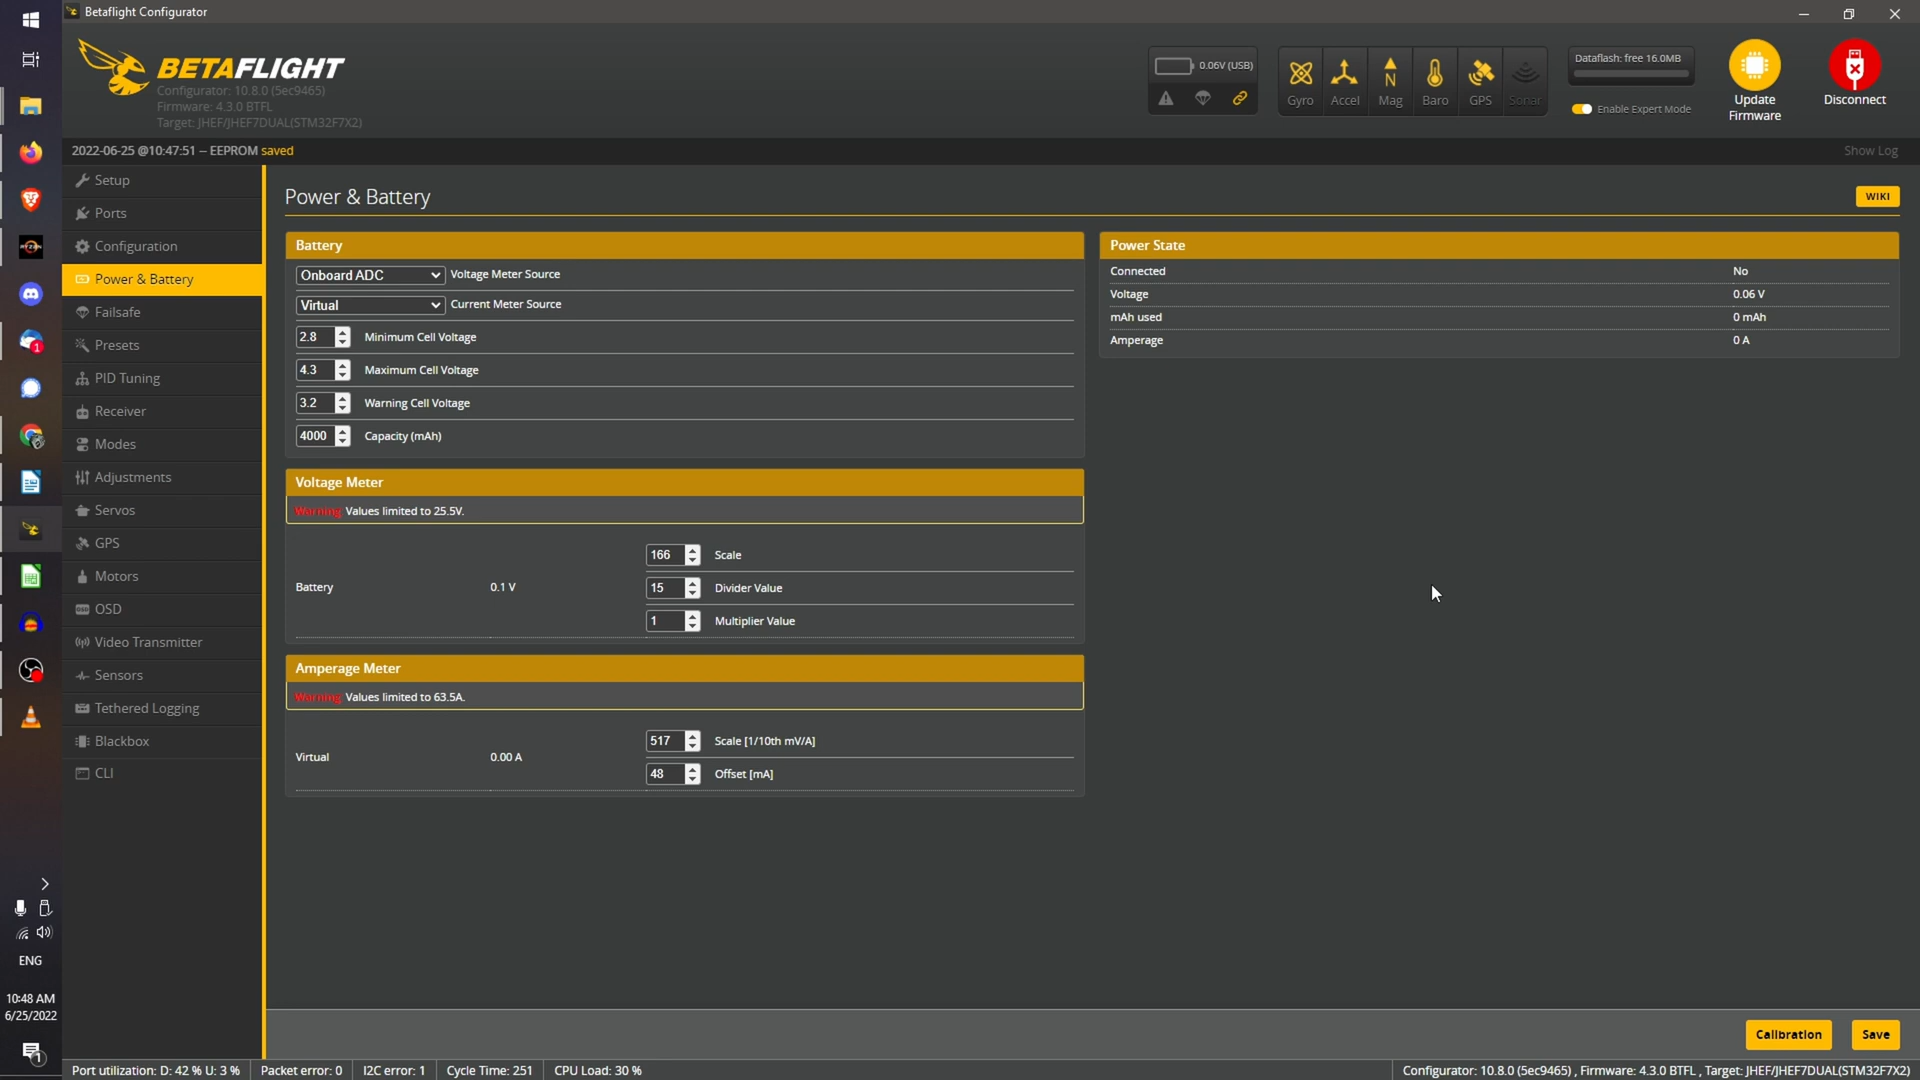 Betaflight Configurator
BETAFLIGHT
Configurator: 10.8.0 (5ec9465)
Firmware: 4.3.0 BTFL
Target: JHEF/JHEF7DUAL(STM32F7X2)
0.06V (USB)
Gyro
Accel
Mag
Baro
GPS
Sonar
Dataflash: free 16.0MB
Enable Expert Mode
Update
Firmware
Disconnect
2022-06-25 @10:47:51 -- EEPROM saved
Show Log
Setup
Ports
Configuration
Power & Battery
Failsafe
Presets
PID Tuning
Receiver
Modes
Adjustments
Servos
GPS
Motors
OSD
Video Transmitter
Sensors
Tethered Logging
Blackbox
CLI
Power & Battery
WIKI
Battery
Onboard ADC Voltage Meter Source
Virtual Current Meter Source
2.8 Minimum Cell Voltage
4.3 Maximum Cell Voltage
3.2 Warning Cell Voltage
4000 Capacity (mAh)
Power State
Connected No
Voltage 0.06 V
mAh used 0 mAh
Amperage 0 A
Voltage Meter
Warning: Values limited to 25.5V.
166 Scale
Battery 0.1 V 15 Divider Value
1 Multiplier Value
Amperage Meter
Warning: Values limited to 63.5A.
517 Scale [1/10th mV/A]
Virtual 0.00 A
48 Offset [mA]
Calibration
Save
RYZEN
1
ENG
10:48 AM
6/25/2022
1
Port utilization: D: 42 % U: 3 %
Packet error: 0
I2C error: 1
Cycle Time: 251
CPU Load: 30 %
Configurator: 10.8.0 (5ec9465) , Firmware: 4.3.0 BTFL , Target: JHEF/JHEF7DUAL(STM32F7X2)